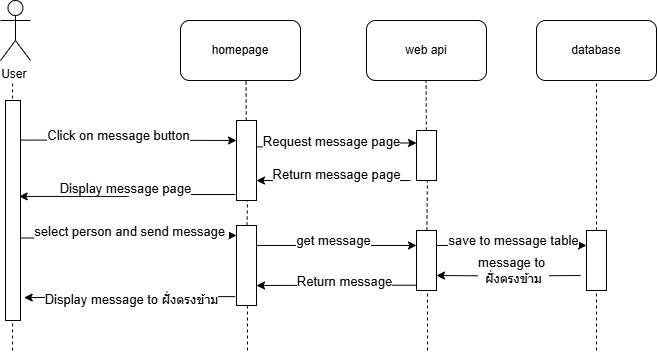 User
homepage
web api
database
Click on message button
Request message page
Return message page
Display message page
select person and send message
get message
save to message table
message to
ฝั่งตรงข้าม
Return message
Display message to ฝั่งตรงข้าม